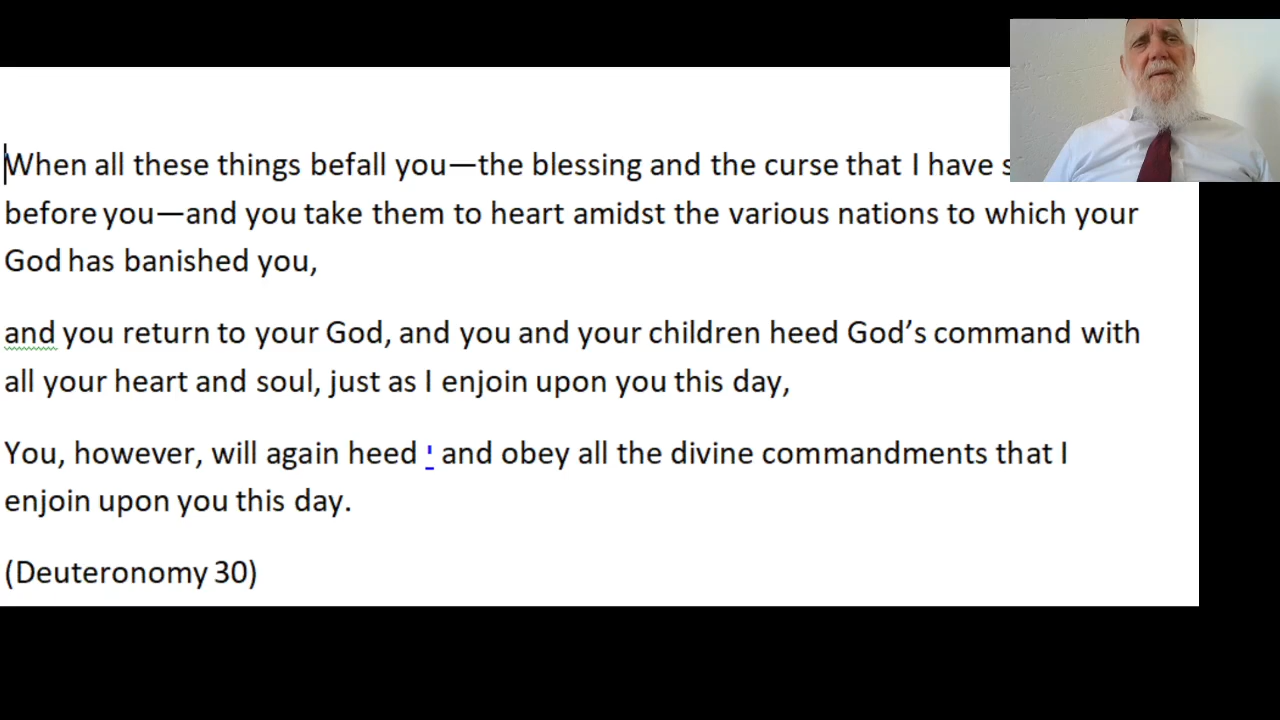 When all these things befall you—the blessing and the curse that I have
before you—and you take them to heart amidst the various nations to which your
God has banished you,
and you return to your God, and you and your children heed God’s command with
all your heart and soul, just as I enjoin upon you this day,
You, however, will again heed י and obey all the divine commandments that I
enjoin upon you this day.
(Deuteronomy 30)